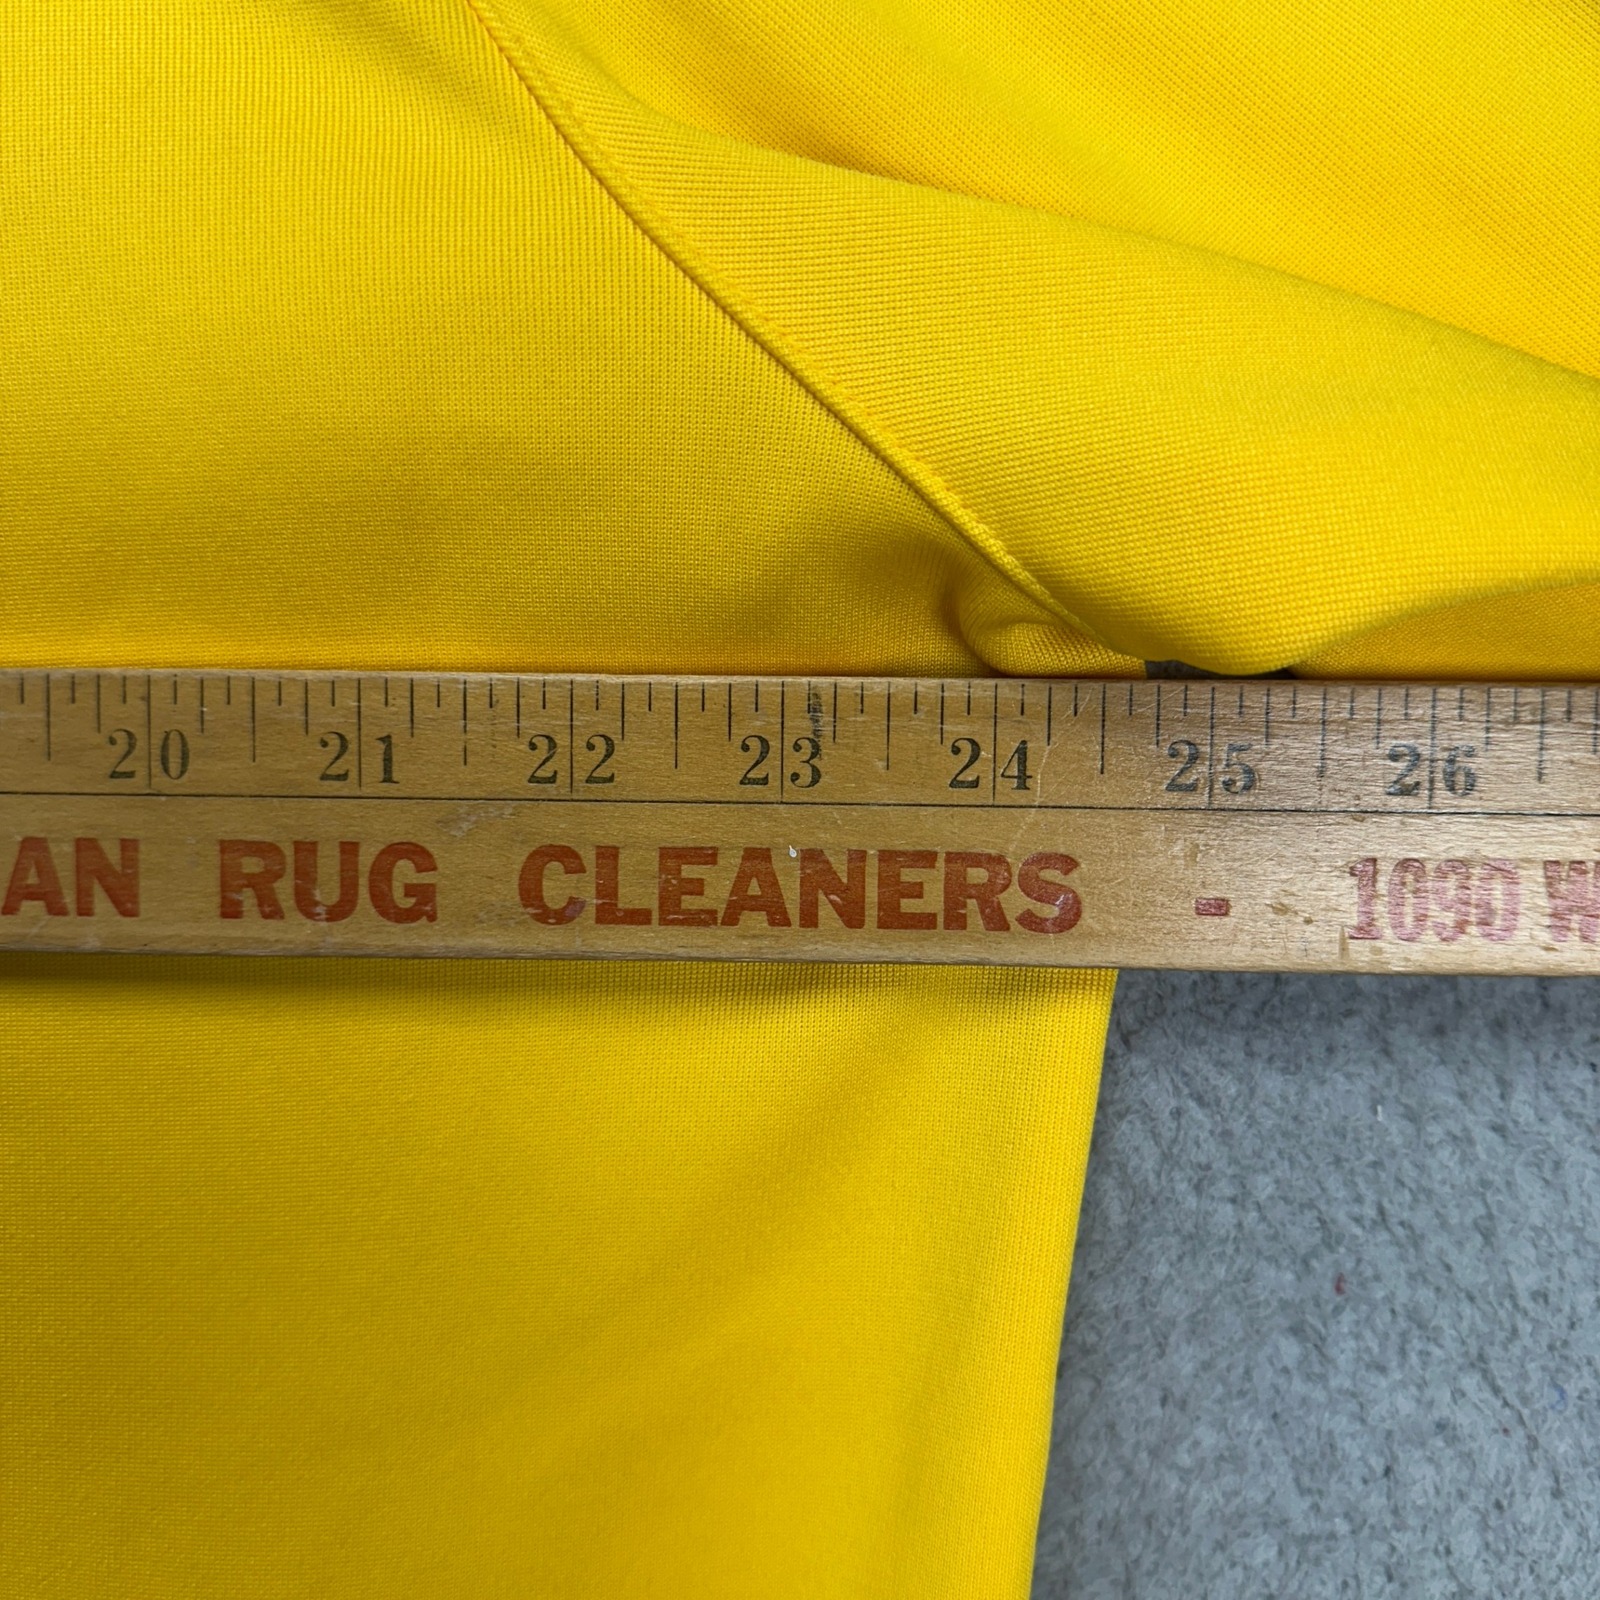 20 21 22 23 24 25 26
AN RUG CLEANERS - 1090 W